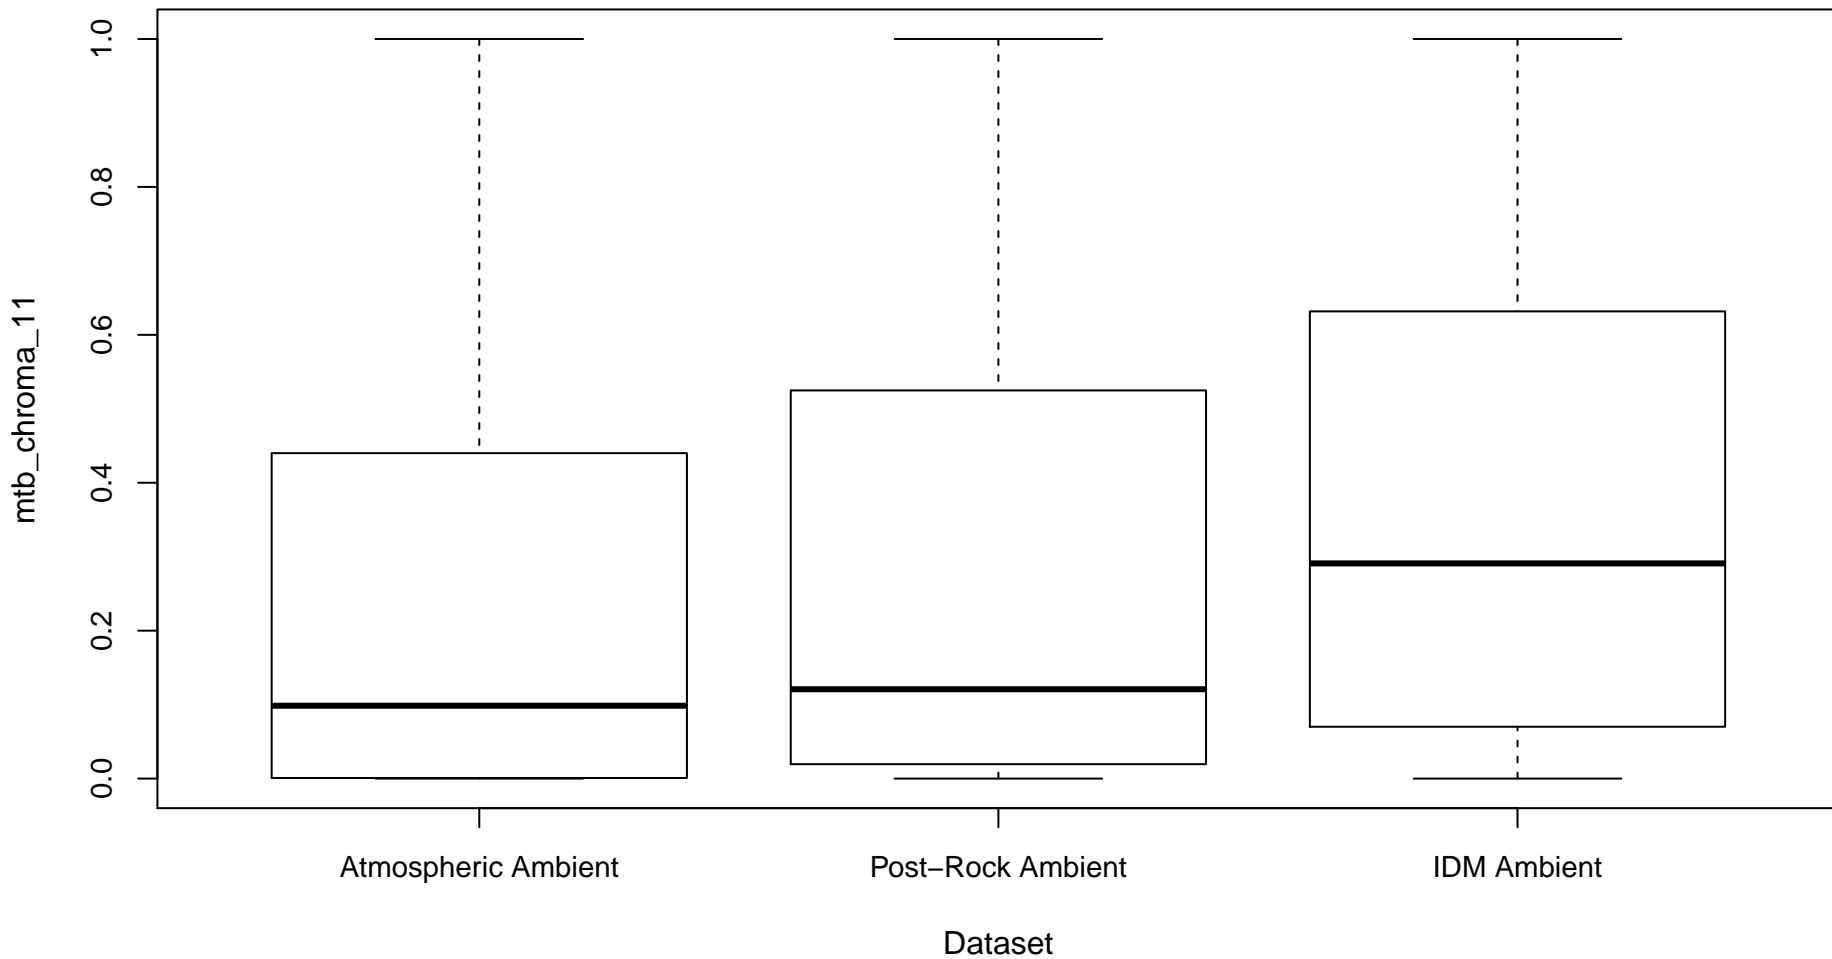 mtb_chroma_11
1.0
0.8
0.6
0.4
0.2
0.0
Atmospheric Ambient
Post−Rock Ambient
IDM Ambient
Dataset